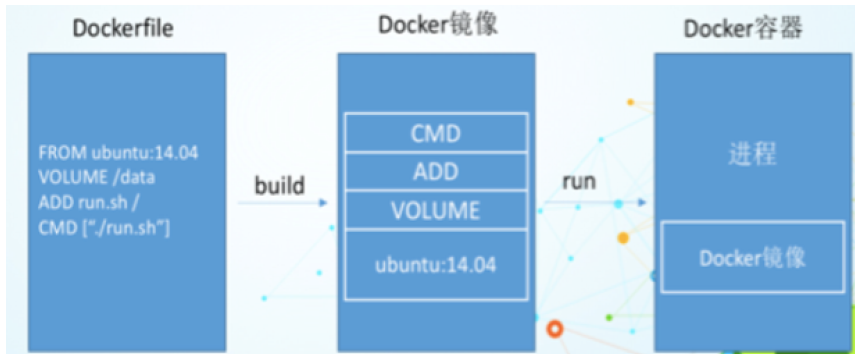 Dockerfile
FROM ubuntu:14.04
VOLUME /data
ADD run.sh /
CMD [“./run.sh”]
build
Docker镜像
CMD
ADD
VOLUME
ubuntu:14.04
run
Docker容器
进程
Docker镜像